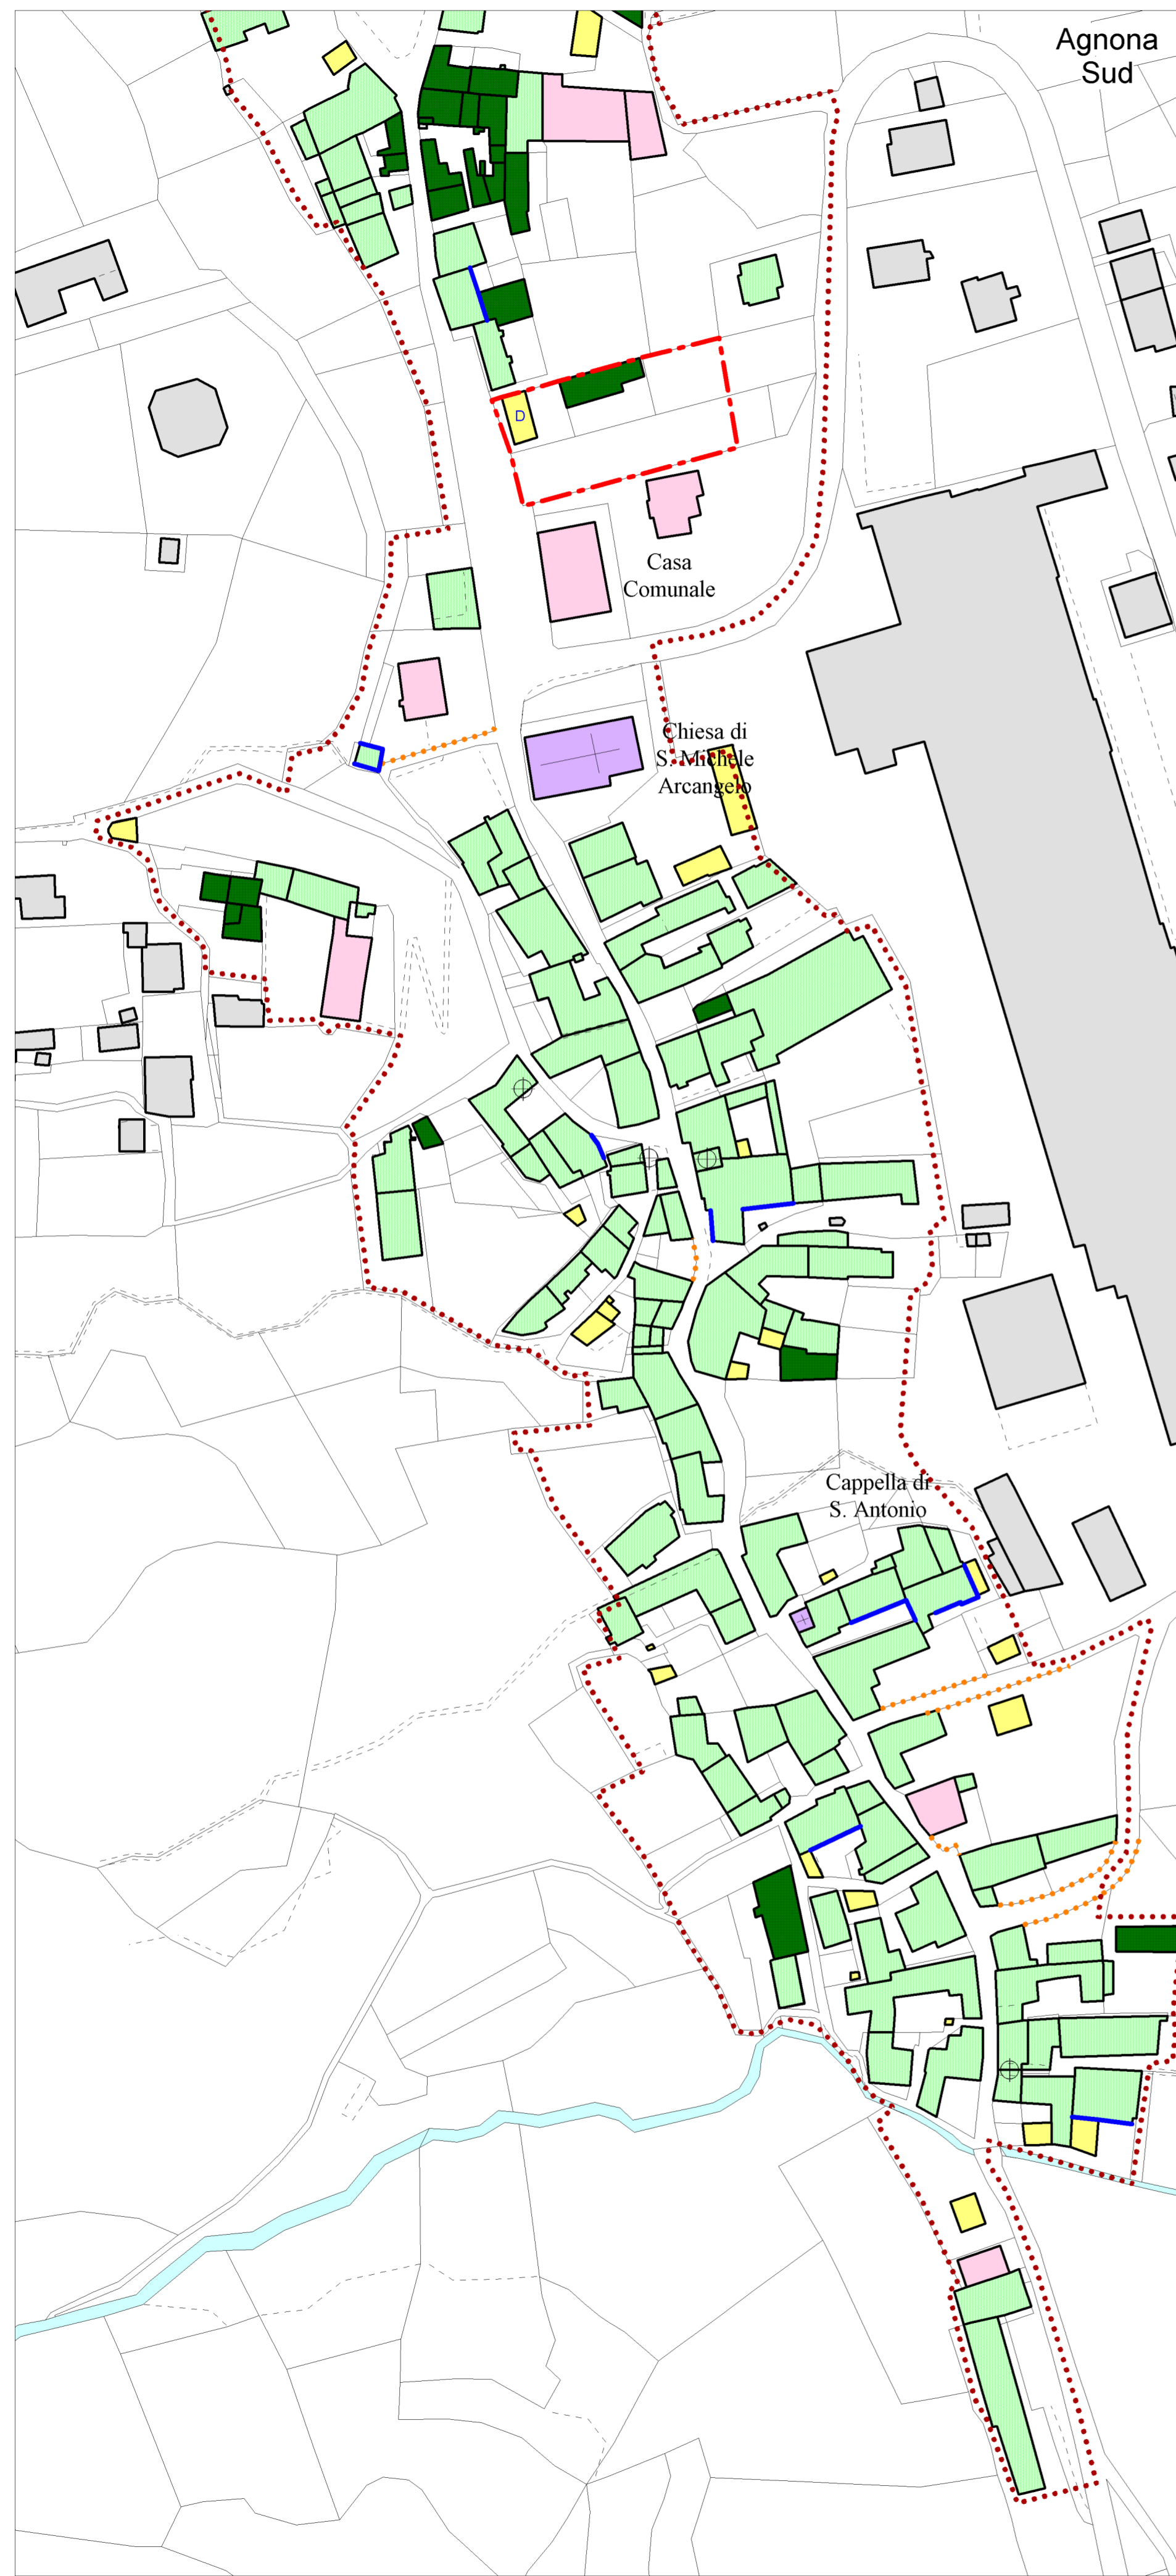 Agnona
Sud
D
Casa
Comunale
Chiesa di
S. Michele
Arcangelo
Cappella di
S. Antonio